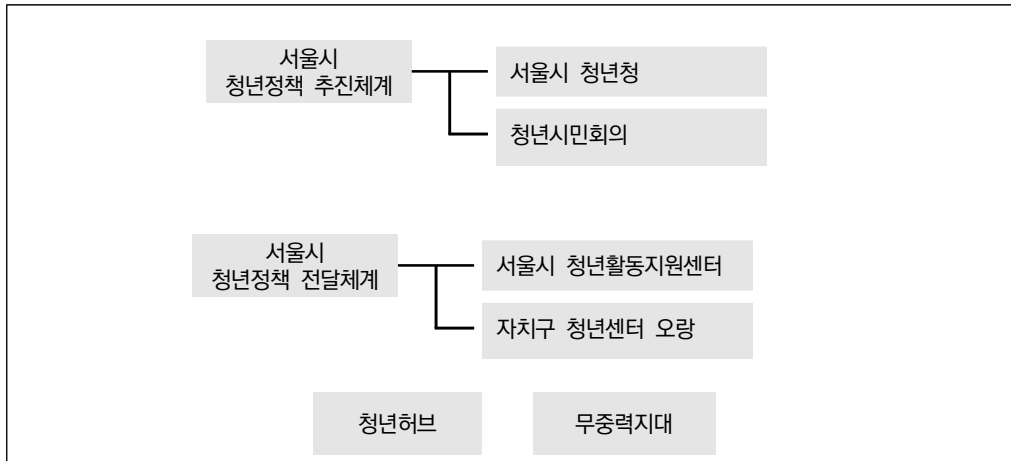 서울시
청년정책 추진체계
서울시 청년청
청년시민회의
서울시
청년정책 전달체계
서울시 청년활동지원센터
자치구 청년센터 오랑
청년허브
무중력지대